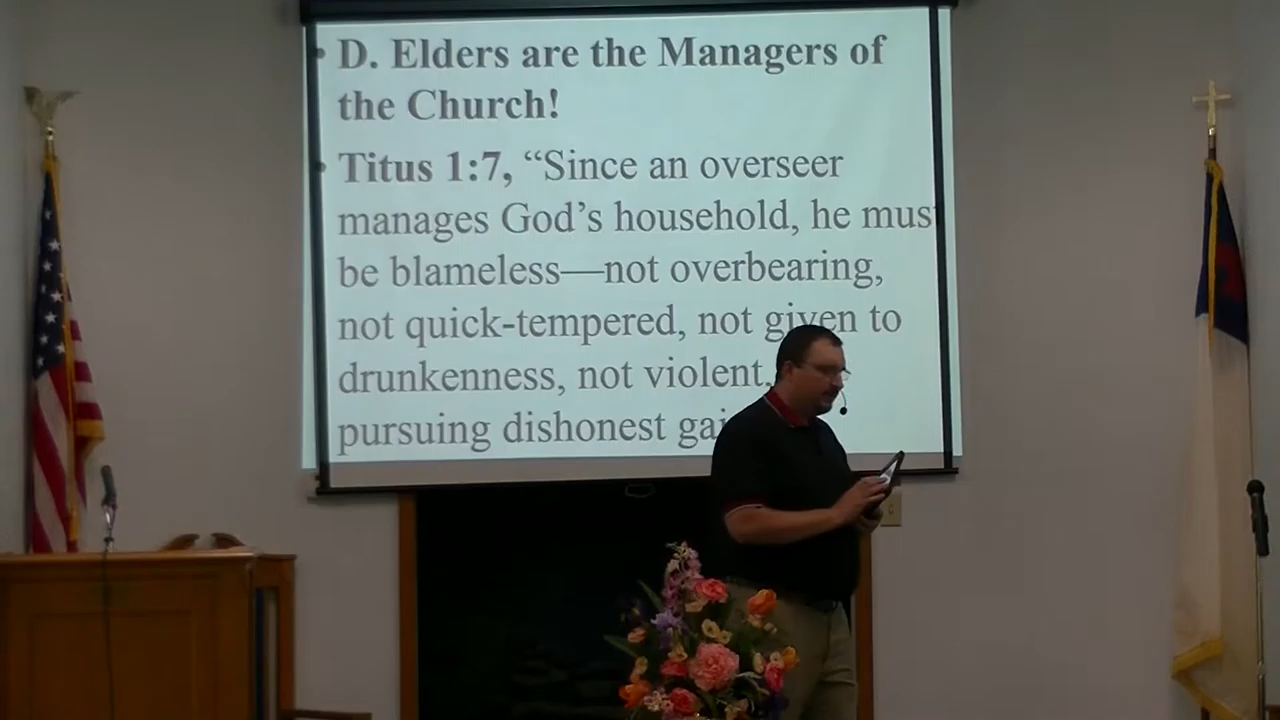 • D. Elders are the Managers of
the Church!
• Titus 1:7, “Since an overseer
manages God’s household, he mus
be blameless—not overbearing,
not quick-tempered, not given to
drunkenness, not violent,
pursuing dishonest gai